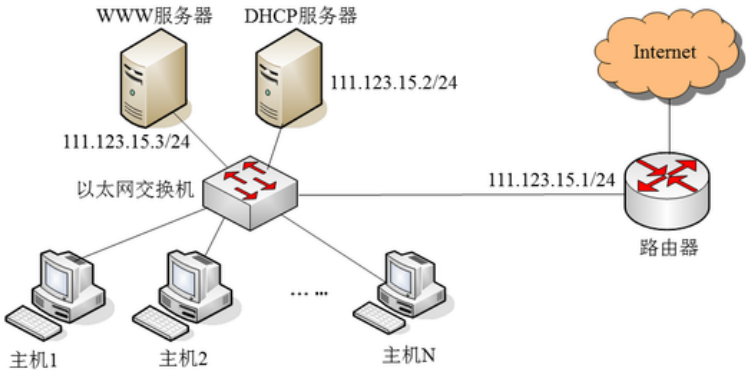 WWW服务器
DHCP服务器
Internet
111.123.15.2/24
111.123.15.3/24
以太网交换机
111.123.15.1/24
路由器
... ...
主机1
主机2
主机N